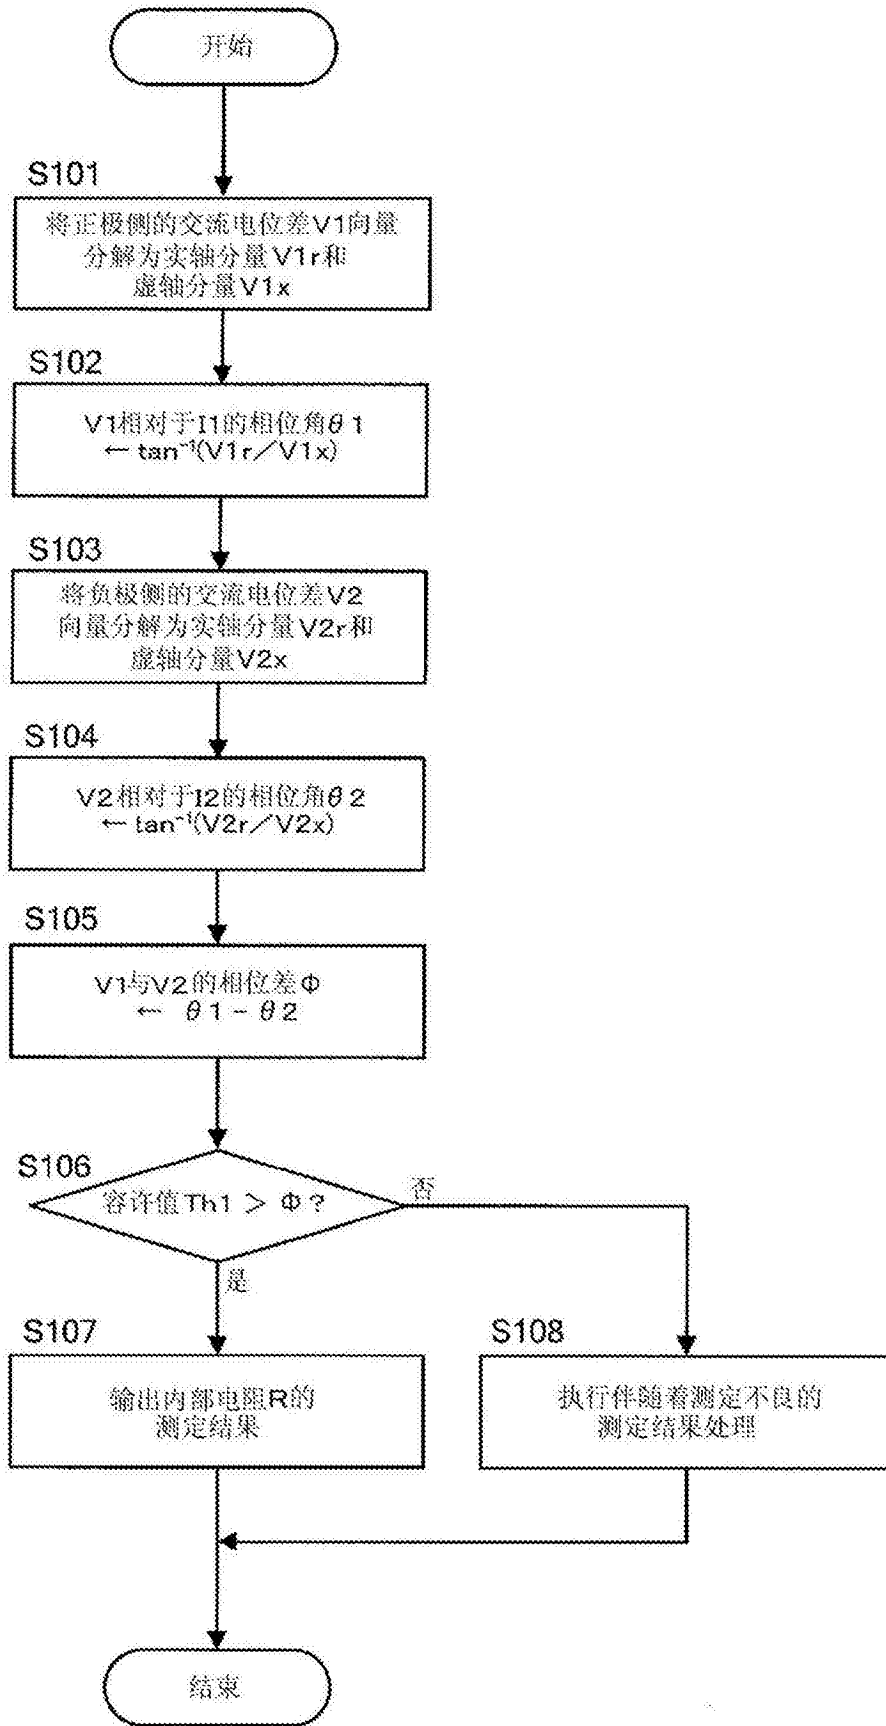 开始
S101
将正极侧的交流电位差V1向量
分解为实轴分量V1r和
虚轴分量V1x
S102
V1相对于I1的相位角θ1
←tan⁻¹(V1r/V1x)
S103
将负极侧的交流电位差V2
向量分解为实轴分量V2r和
虚轴分量V2x
S104
V2相对于I2的相位角θ2
←tan⁻¹(V2r/V2x)
S105
V1与V2的相位差Φ
← θ1-θ2
S106
容许值Th1 > Φ?
否
是
S107
输出内部电阻R的
测定结果
S108
执行伴随着测定不良的
测定结果处理
结束